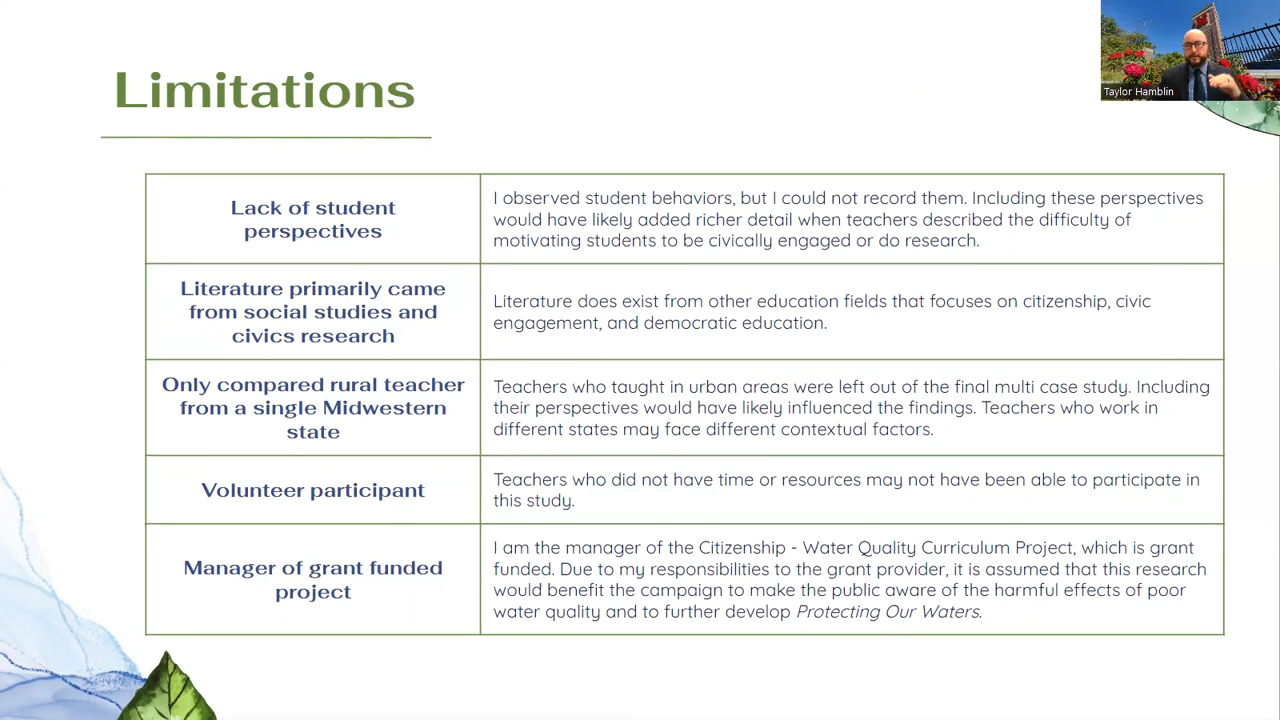 Limitations
Taylor Hamblin
Lack of student
perspectives
I observed student behaviors, but I could not record them. Including these perspectives
would have likely added richer detail when teachers described the difficulty of
motivating students to be civically engaged or do research.
Literature primarily came
from social studies and
civics research
Literature does exist from other education fields that focuses on citizenship, civic
engagement, and democratic education.
Only compared rural teacher
from a single Midwestern
state
Teachers who taught in urban areas were left out of the final multi case study. Including
their perspectives would have likely influenced the findings. Teachers who work in
different states may face different contextual factors.
Volunteer participant
Teachers who did not have time or resources may not have been able to participate in
this study.
Manager of grant funded
project
I am the manager of the Citizenship - Water Quality Curriculum Project, which is grant
funded. Due to my responsibilities to the grant provider, it is assumed that this research
would benefit the campaign to make the public aware of the harmful effects of poor
water quality and to further develop Protecting Our Waters.